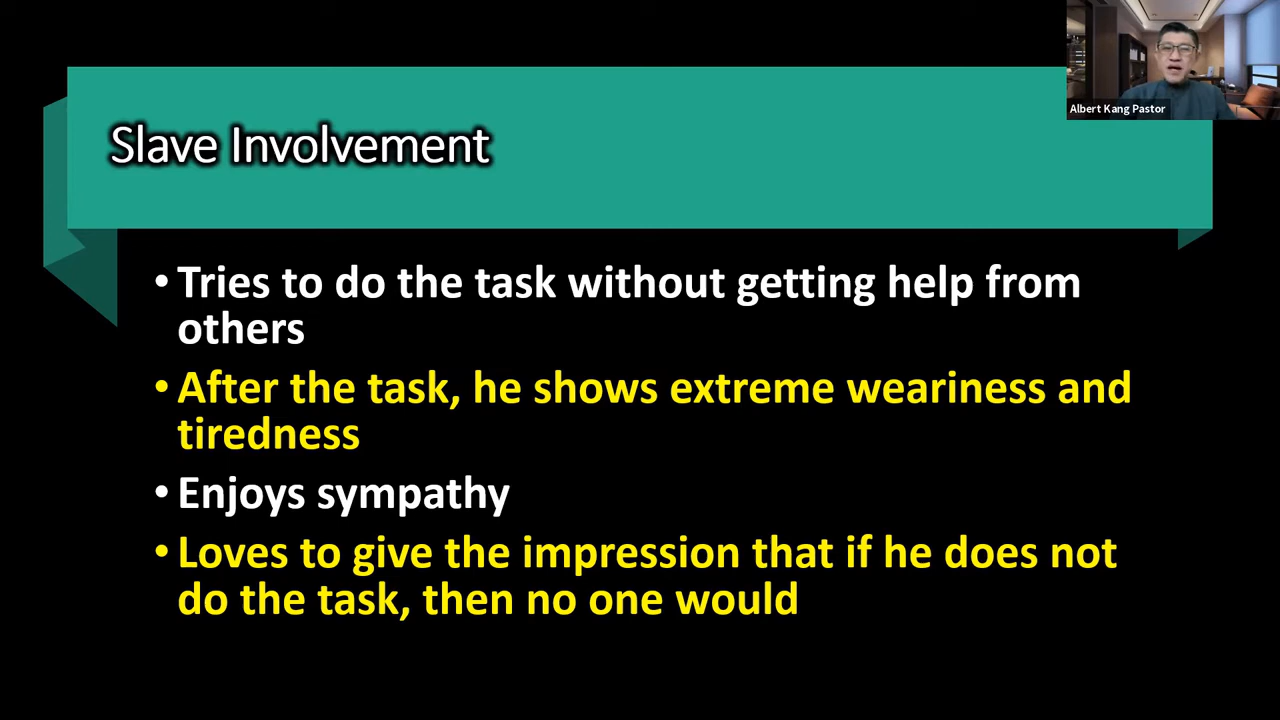 Albert Kang Pastor
Slave Involvement
• Tries to do the task without getting help from
others
• After the task, he shows extreme weariness and
tiredness
• Enjoys sympathy
• Loves to give the impression that if he does not
do the task, then no one would